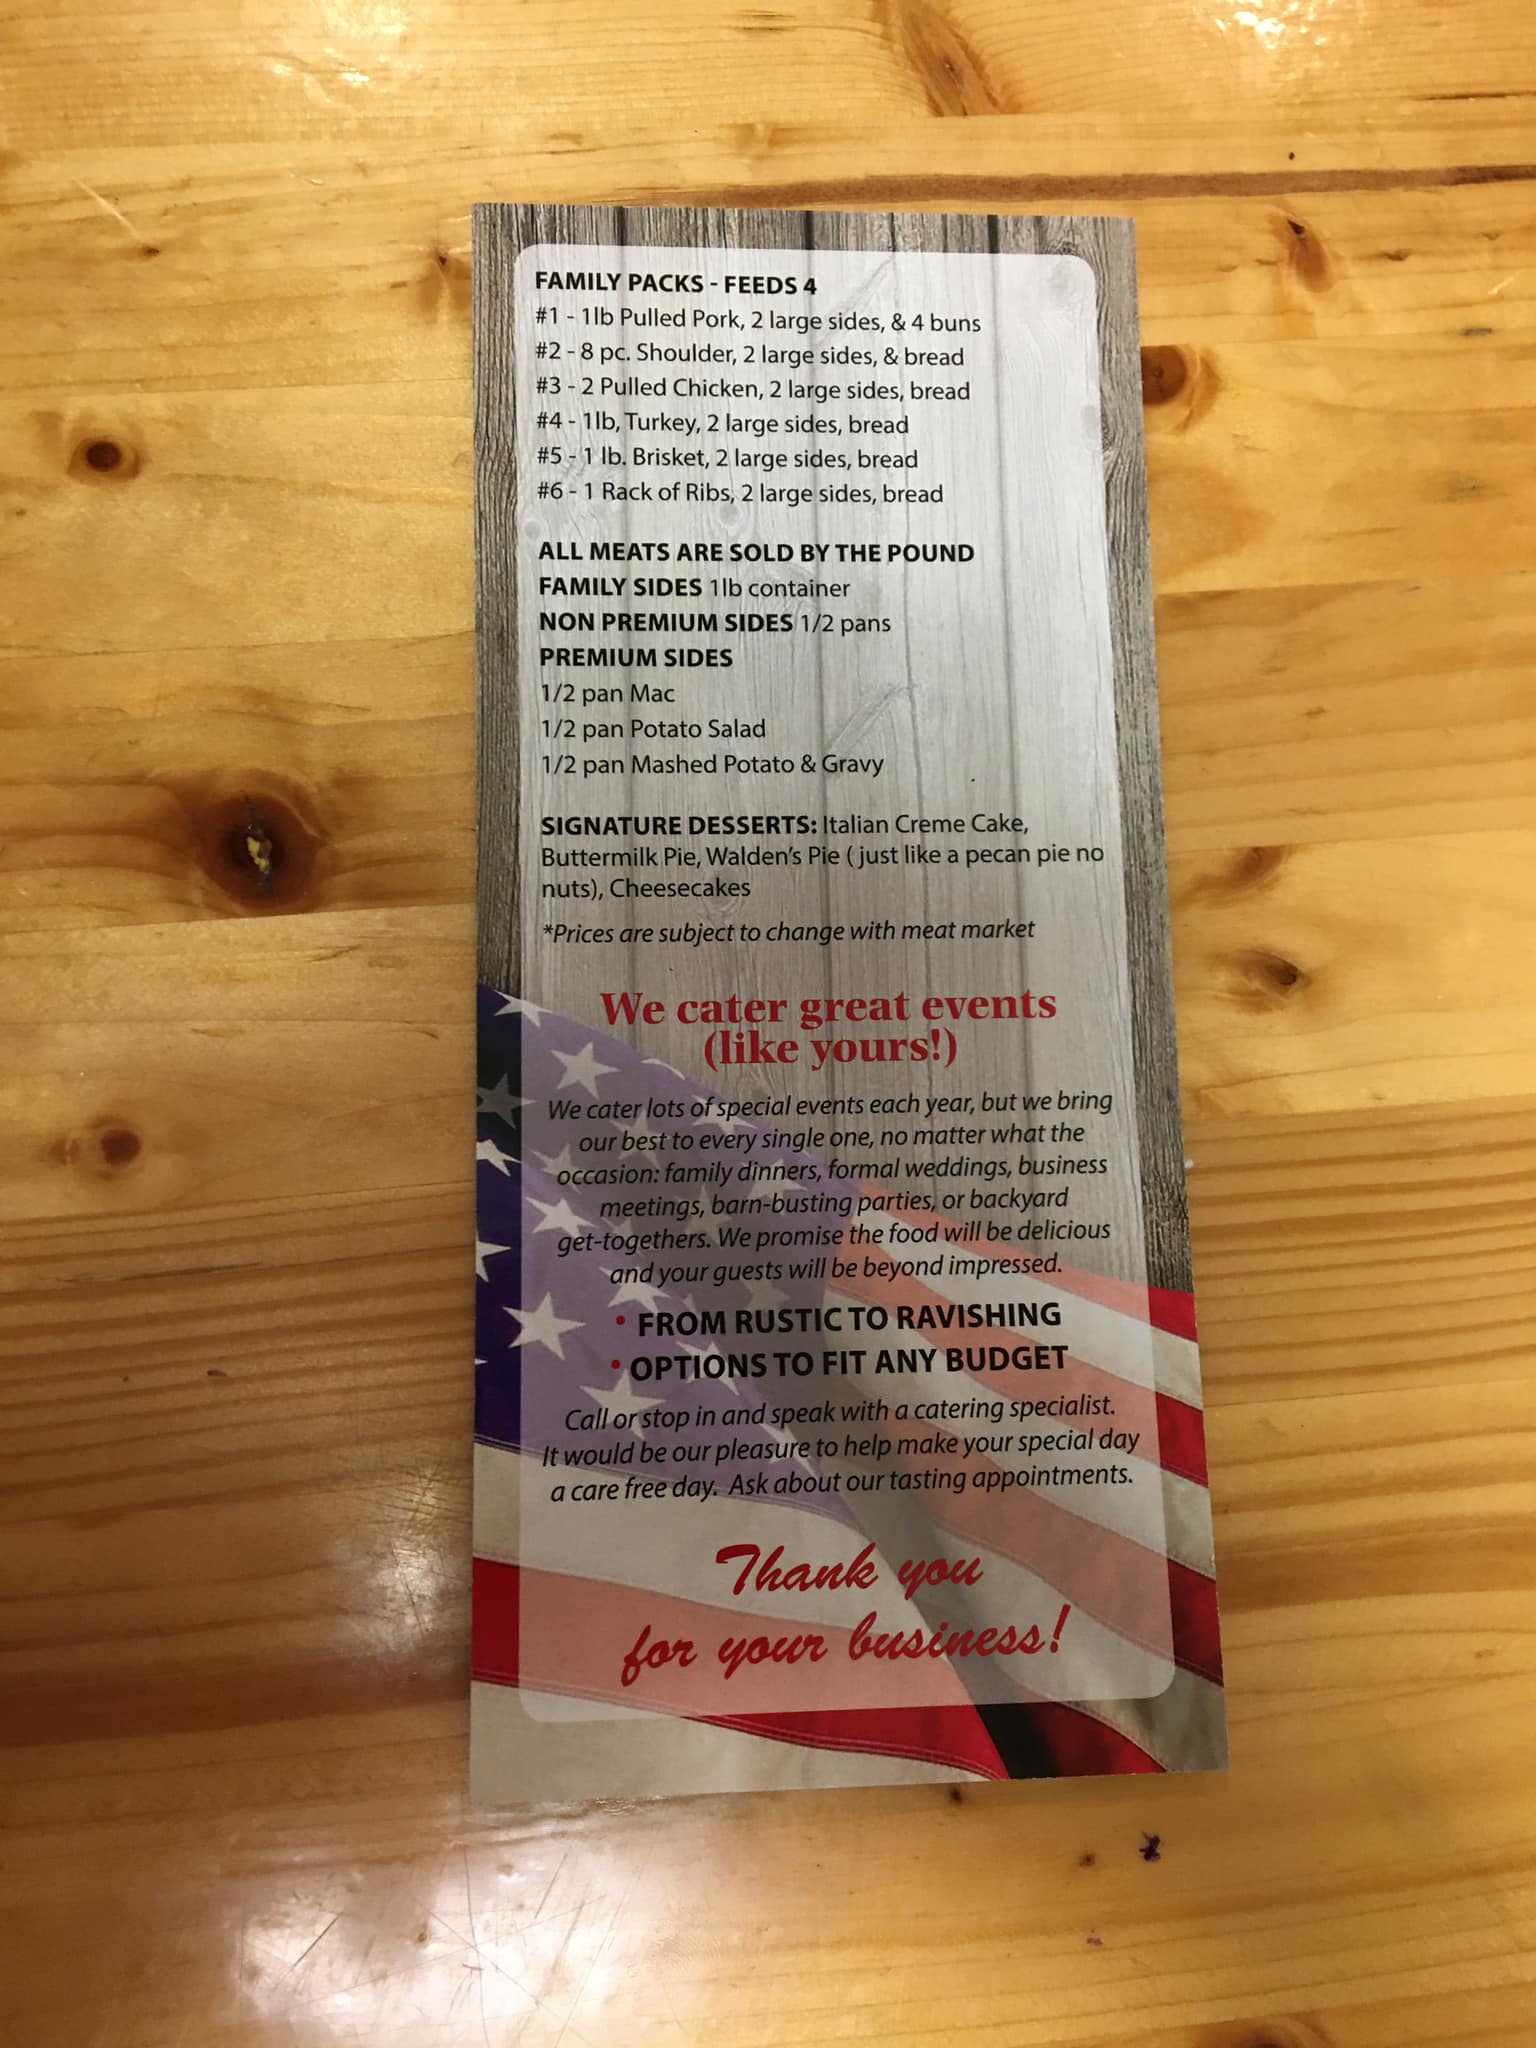 FAMILY PACKS - FEEDS 4
#1 - 1lb Pulled Pork, 2 large sides, & 4 buns
#2 - 8 pc. Shoulder, 2 large sides, & bread
#3 - 2 Pulled Chicken, 2 large sides, bread
#4 - 1lb, Turkey, 2 large sides, bread
#5 - 1 lb. Brisket, 2 large sides, bread
#6 - 1 Rack of Ribs, 2 large sides, bread
ALL MEATS ARE SOLD BY THE POUND
FAMILY SIDES 1lb container
NON PREMIUM SIDES 1/2 pans
PREMIUM SIDES
1/2 pan Mac
1/2 pan Potato Salad
1/2 pan Mashed Potato & Gravy
SIGNATURE DESSERTS: Italian Creme Cake,
Buttermilk Pie, Walden's Pie ( just like a pecan pie no
nuts), Cheesecakes
*Prices are subject to change with meat market
We cater great events
(like yours!)
We cater lots of special events each year, but we bring
our best to every single one, no matter what the
occasion: family dinners, formal weddings, business
meetings, barn-busting parties, or backyard
get-togethers. We promise the food will be delicious
and your guests will be beyond impressed.
• FROM RUSTIC TO RAVISHING
• OPTIONS TO FIT ANY BUDGET
Call or stop in and speak with a catering specialist.
It would be our pleasure to help make your special day
a care free day. Ask about our tasting appointments.
Thank you
for your business!